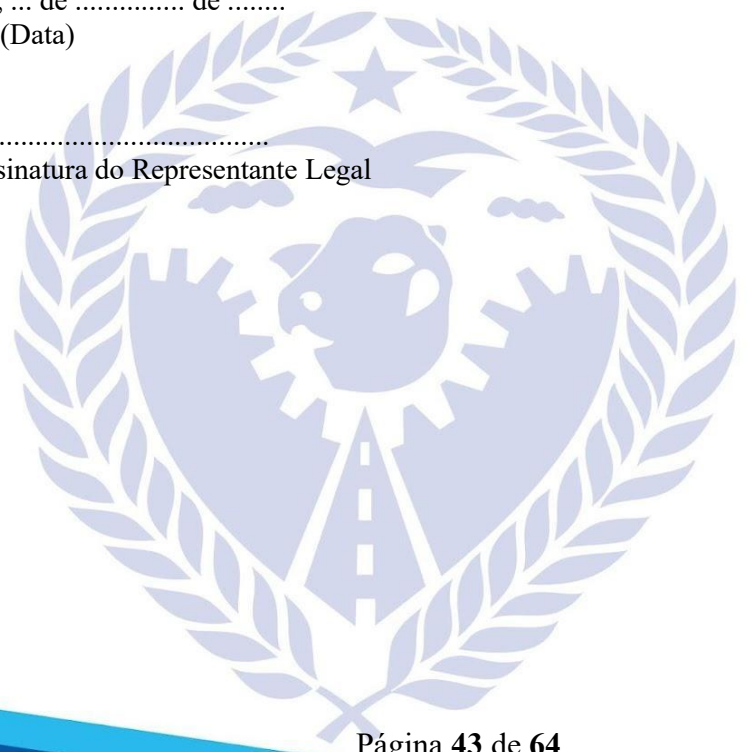 , ... de .............. de ........
(Data)
....................................
sinatura do Representante Legal
Página 43 de 64